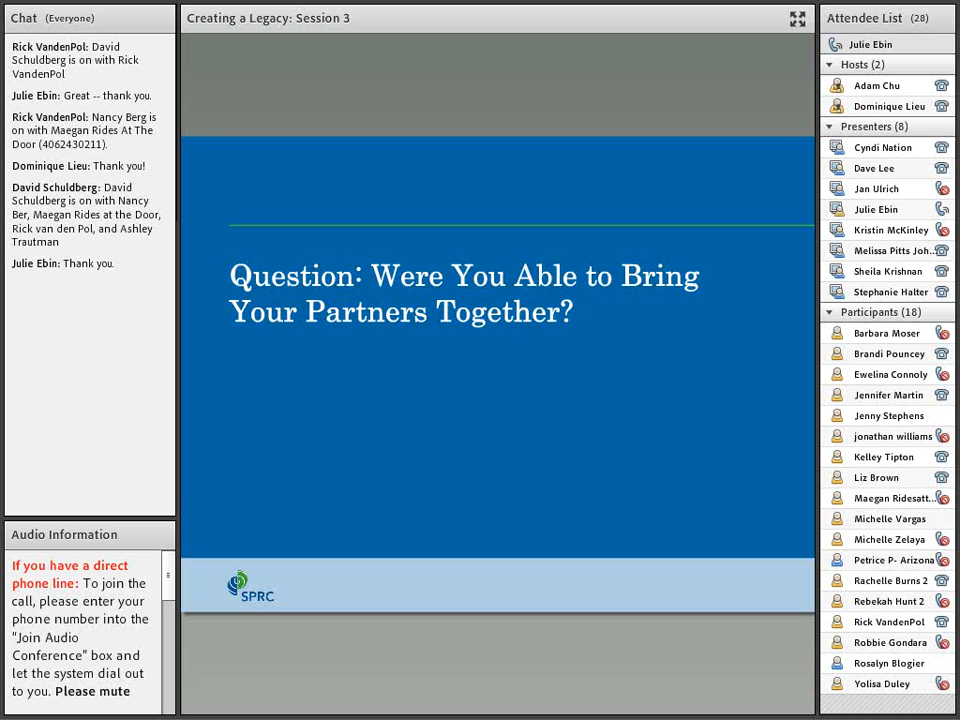 Chat (Everyone)
Rick VandenPol: David
Schuldberg is on with Rick
VandenPol
Julie Ebin: Great -- thank you.
Rick VandenPol: Nancy Berg is
on with Maegan Rides At The
Door (4062430211).
Dominique Lieu: Thank you!
David Schuldberg: David
Schuldberg is on with Nancy
Ber, Maegan Rides at the Door,
Rick van den Pol, and Ashley
Trautman
Julie Ebin: Thank you.
Audio Information
If you have a direct
phone line: To join the
call, please enter your
phone number into the
"Join Audio
Conference" box and
let the system dial out
to you. Please mute
Creating a Legacy: Session 3
Question: Were You Able to Bring
Your Partners Together?
SPRC
Attendee List (28)
Julie Ebin
Hosts (2)
Adam Chu
Dominique Lieu
Presenters (8)
Cyndi Nation
Dave Lee
Jan Ulrich
Julie Ebin
Kristin McKinley
Melissa Pitts Joh...
Sheila Krishnan
Stephanie Halter
Participants (18)
Barbara Moser
Brandi Pouncey
Ewelina Connoly
Jennifer Martin
Jenny Stephens
jonathan williams
Kelley Tipton
Liz Brown
Maegan Ridesatt...
Michelle Vargas
Michelle Zelaya
Petrice P- Arizona
Rachelle Burns 2
Rebekah Hunt 2
Rick VandenPol
Robbie Gondara
Rosalyn Blogier
Yolisa Duley